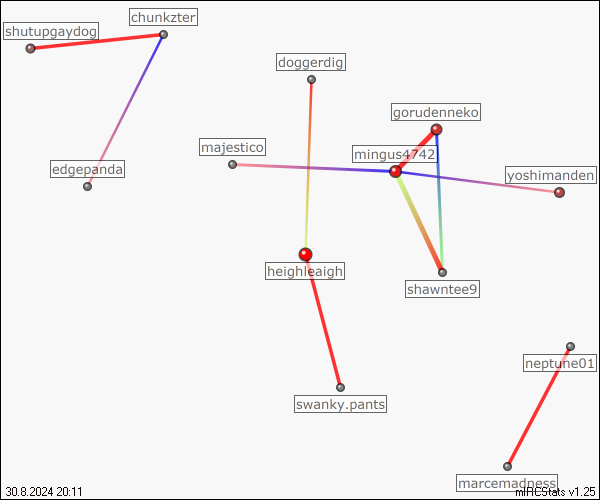 chunkzter
shutupgaydog
doggerdig
gorudenneko
majestico
mingus4742
edgepanda
yoshimanden
heighleaigh
shawntee9
neptune01
swanky.pants
marcemadness
30.8.2024 20:11
mIRCStats v1.25